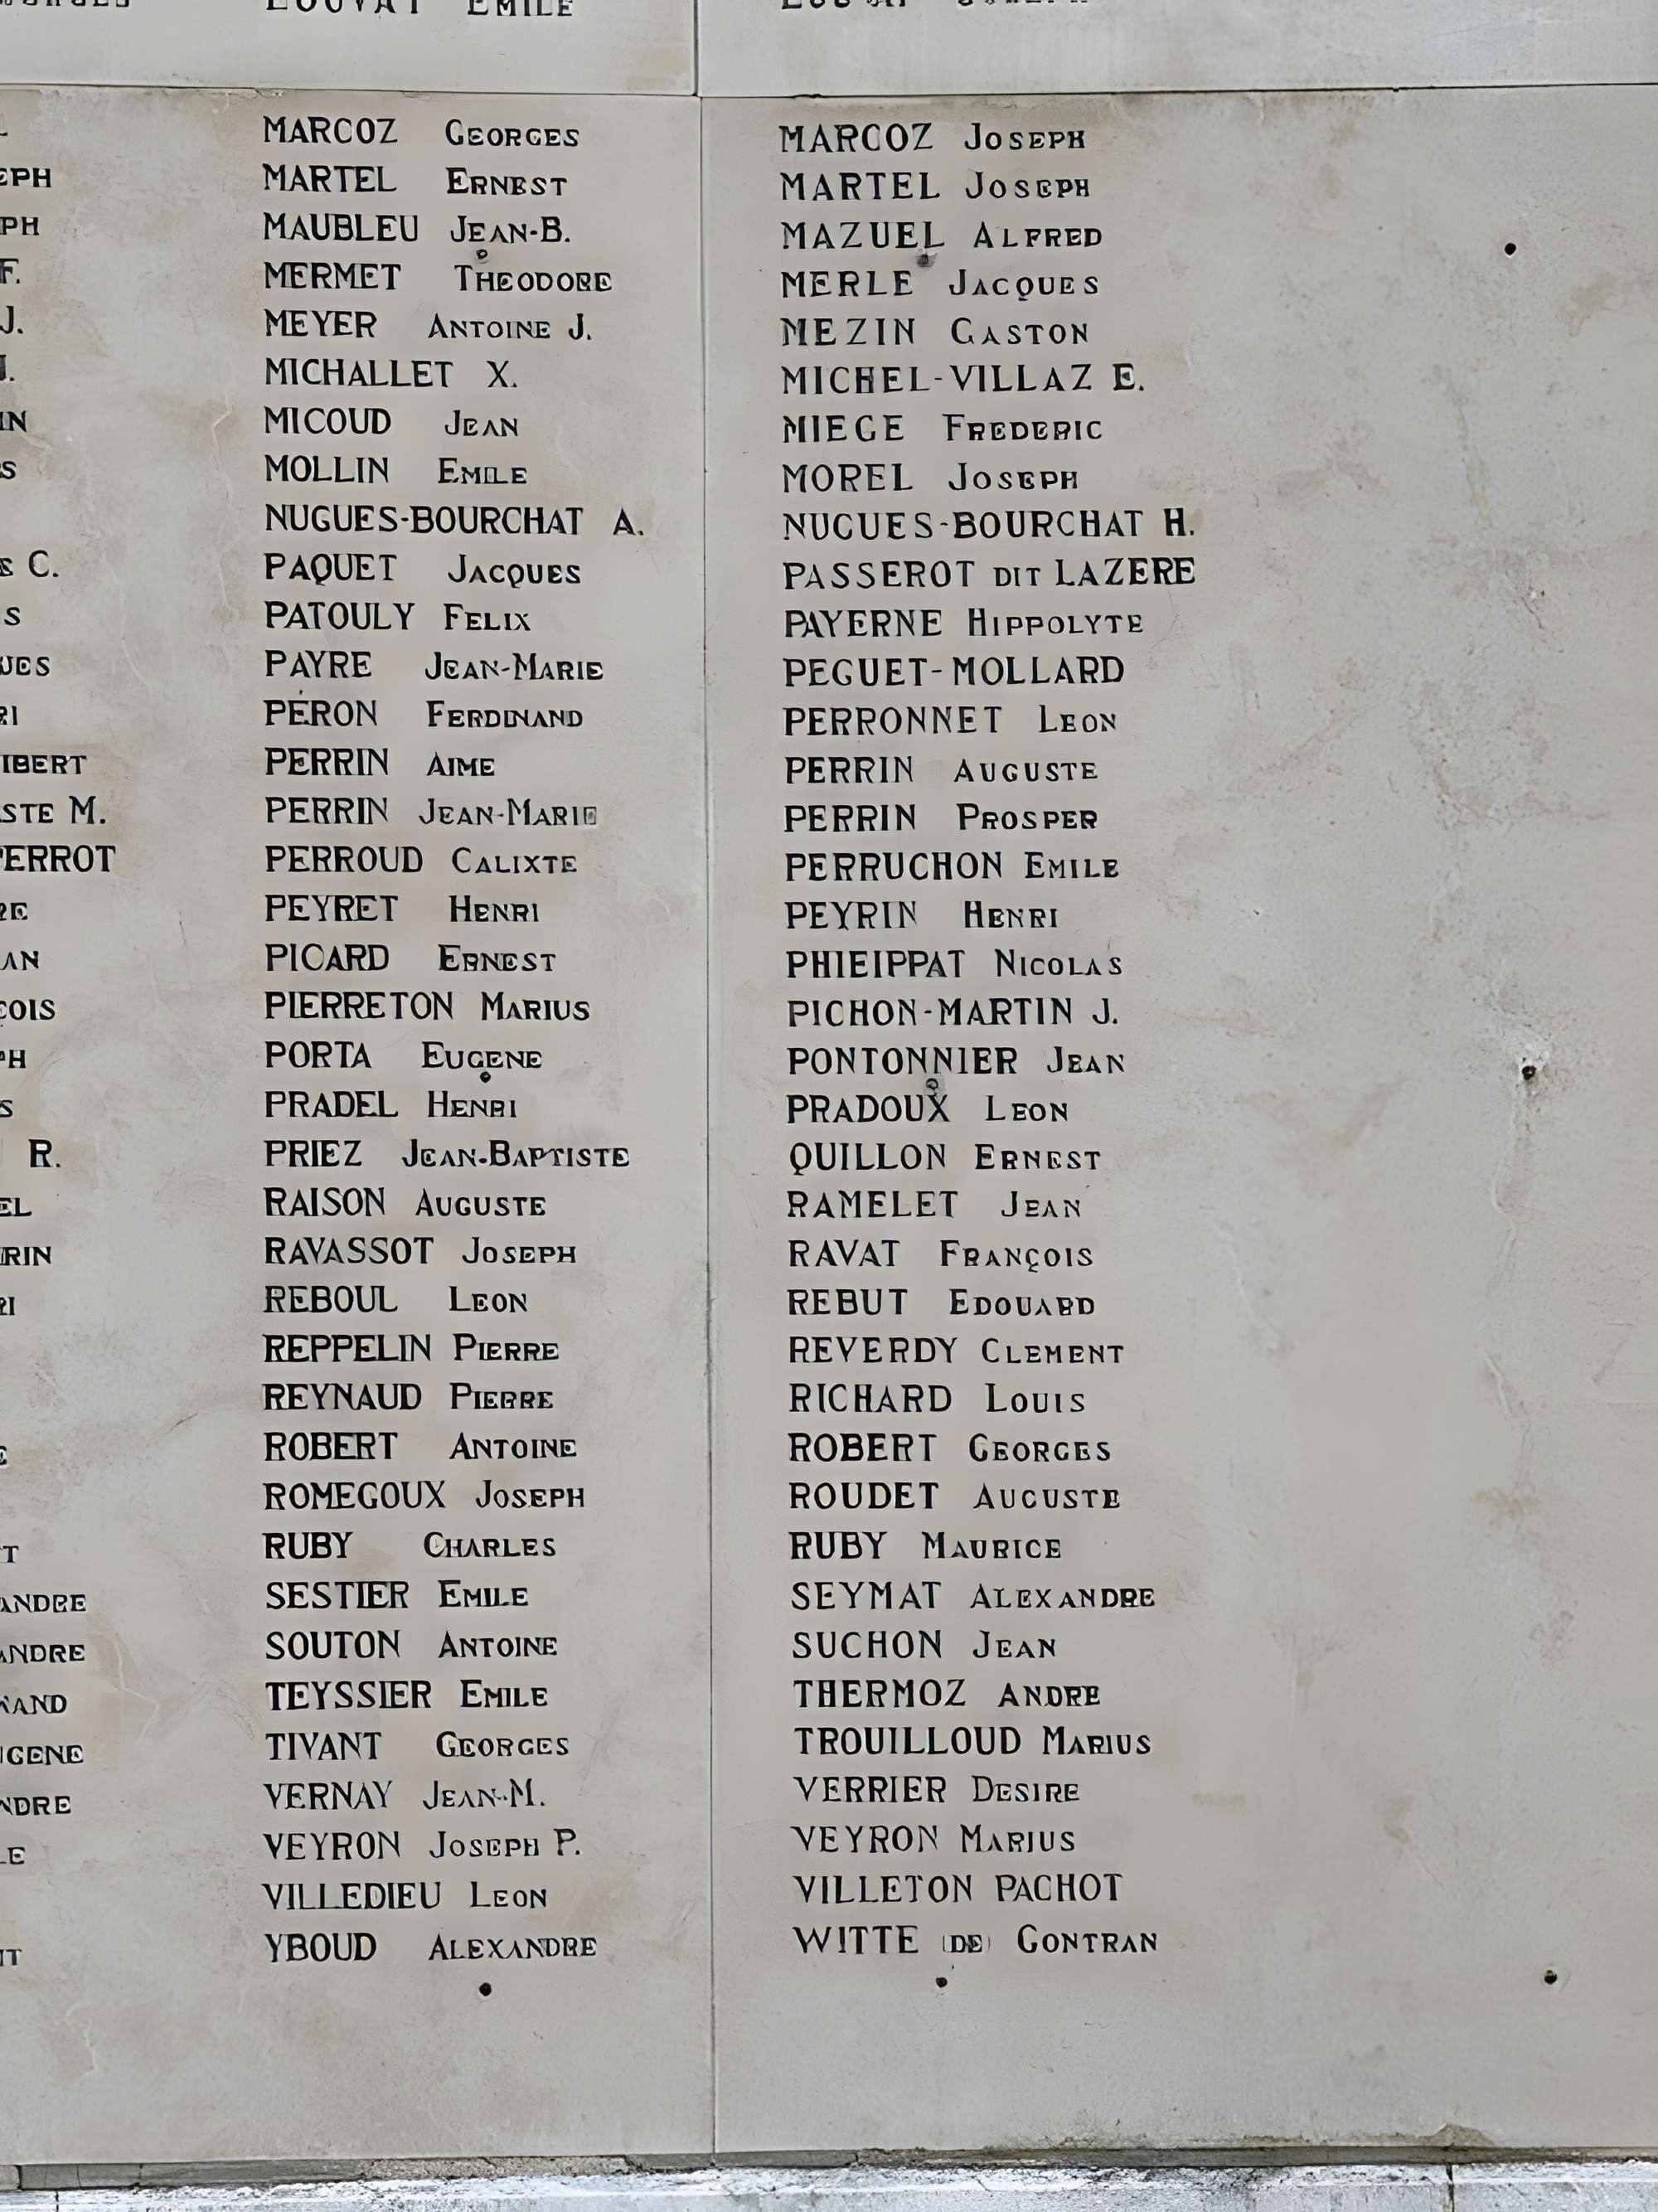 EMILE
MARCOZ GEORGES
MARTEL ERNEST
MAUBLEU JEAN-B.
MERMET THEODORE
MEYER ANTOINE J.
MICHALLET X.
MICOUD JEAN
MOLLIN EMILE
NUGUES-BOURCHAT A.
PAQUET JACQUES
PATOULY FELIX
PAYRE JEAN-MARIE
PÉRON FERDINAND
PERRIN AIME
PERRIN JEAN-MARIE
PERROUD CALIXTE
PEYRET HENRI
PICARD ERNEST
PIERRETON MARIUS
PORTA EUGENE
PRADEL HENRI
PRIEZ JEAN-BAPTISTE
RAISON AUGUSTE
RAVASSOT JOSEPH
REBOUL LEON
REPPELIN PIERRE
REYNAUD PIERRE
ROBERT ANTOINE
ROMEGOUX JOSEPH
RUBY CHARLES
SESTIER EMILE
SOUTON ANTOINE
TEYSSIER EMILE
TIVANT GEORGES
VERNAY JEAN-M.
VEYRON JOSEPH P.
VILLEDIEU LEON
YBOUD ALEXANDRE
MARCOZ JOSEPH
MARTEL JOSEPH
MAZUEL ALFRED
MERLE JACQUES
MEZIN GASTON
MICHEL-VILLAZ E.
MIEGE FREDERIC
MOREL JOSEPH
NUGUES-BOURCHAT H.
PASSEROT DIT LAZERE
PAYERNE HIPPOLYTE
PEGUET-MOLLARD
PERRONNET LEON
PERRIN AUGUSTE
PERRIN PROSPER
PERRUCHON EMILE
PEYRIN HENRI
PHIEIPPAT NICOLAS
PICHON-MARTIN J.
PONTONNIER JEAN
PRADOUX LEON
QUILLON ERNEST
RAMELET JEAN
RAVAT FRANÇOIS
REBUT EDOUARD
REVERDY CLEMENT
RICHARD LOUIS
ROBERT GEORGES
ROUDET AUGUSTE
RUBY MAURICE
SEYMAT ALEXANDRE
SUCHON JEAN
THERMOZ ANDRE
TROUILLOUD MARIUS
VERRIER DESIRE
VEYRON MARIUS
VILLETON PACHOT
WITTE (DE) GONTRAN